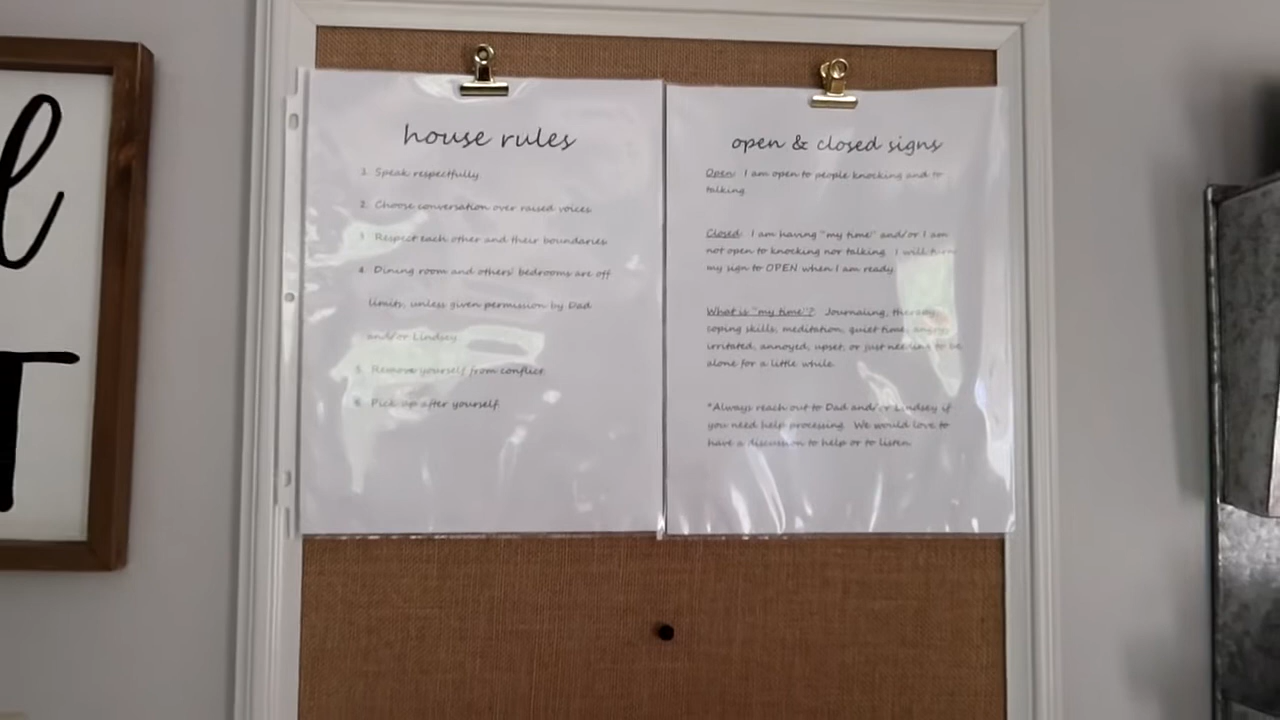 l
T
house rules
1. Speak respectfully
2. Choose conversation over raised voices
3. Respect each other and their boundaries
4. Dining room and others' bedrooms are off
limits, unless given permission by Dad
and/or Lindsay
5. Remove yourself from conflict
6. Pick up after yourself
open & closed signs
Open: I am open to people knocking and to
talking.
Closed: I am having "my time" and/or I am
not open to knocking nor talking. I will turn
my sign to OPEN when I am ready.
What is "my time"? Journaling, therapy
coping skills, meditation, quiet time, angry,
irritated, annoyed, upset, or just needing to be
alone for a little while.
*Always reach out to Dad and/or Lindsey if
you need help processing. We would love to
have a discussion to help or to listen.